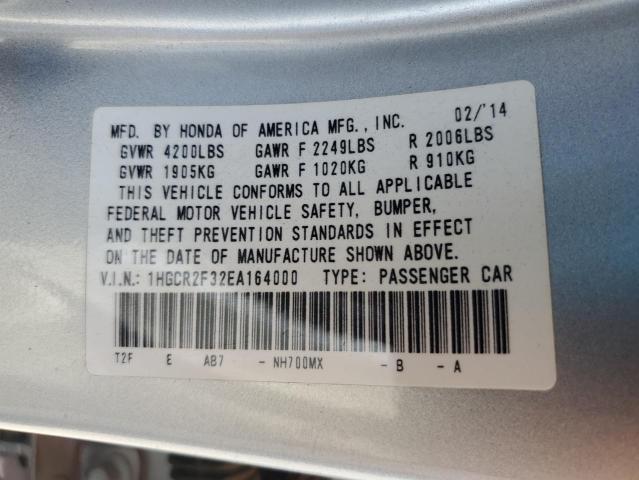 MFD. BY HONDA OF AMERICA MFG., INC. 02/'14
GVWR 4200LBS GAWR F 2249LBS R 2006LBS
GVWR 1905KG GAWR F 1020KG R 910KG
THIS VEHICLE CONFORMS TO ALL APPLICABLE
FEDERAL MOTOR VEHICLE SAFETY, BUMPER,
AND THEFT PREVENTION STANDARDS IN EFFECT
ON THE DATE OF MANUFACTURE SHOWN ABOVE.
V.I.N.: 1HGCR2F32EA164000 TYPE: PASSENGER CAR
T2F E AB7 - NH700MX - B - A